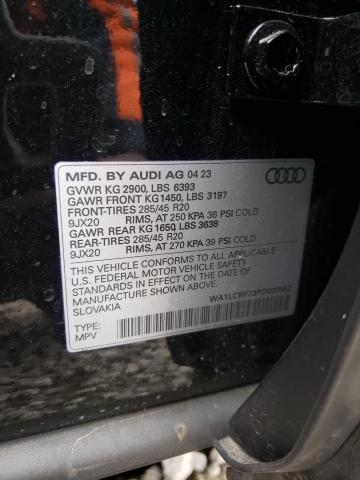 MFD. BY AUDI AG 04 23
GVWR KG 2900, LBS 6393
GAWR FRONT KG1450, LBS 3197
FRONT-TIRES 285/45 R20
9JX20 RIMS, AT 250 KPA 36 PSI COLD
GAWR REAR KG 1650, LBS 3638
REAR-TIRES 285/45 R20
9JX20 RIMS, AT 270 KPA 39 PSI COLD
THIS VEHICLE CONFORMS TO ALL APPLICABLE
U.S. FEDERAL MOTOR VEHICLE SAFETY
STANDARDS IN EFFECT ON THE DATE OF
MANUFACTURE SHOWN ABOVE.
SLOVAKIA
TYPE:
MPV